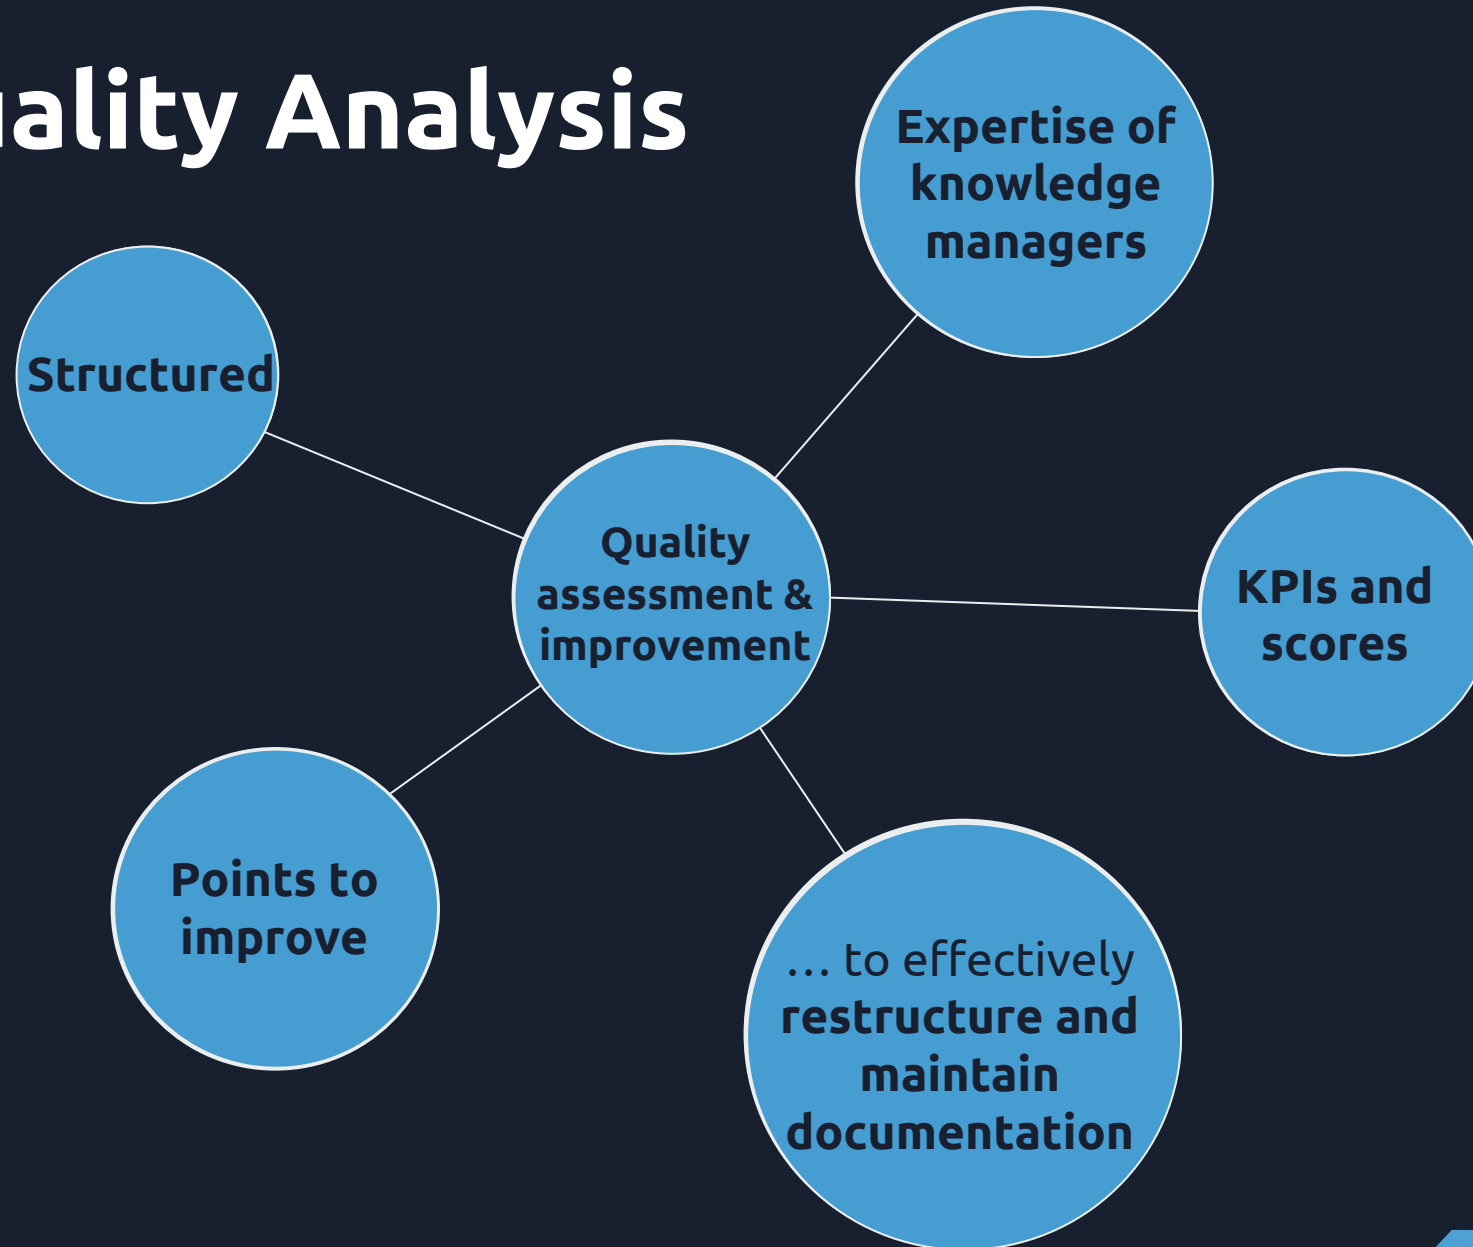 uality Analysis
Expertise of
knowledge
managers
Structured
Quality
assessment &
improvement
KPIs and
scores
Points to
improve
... to effectively
restructure and
maintain
documentation